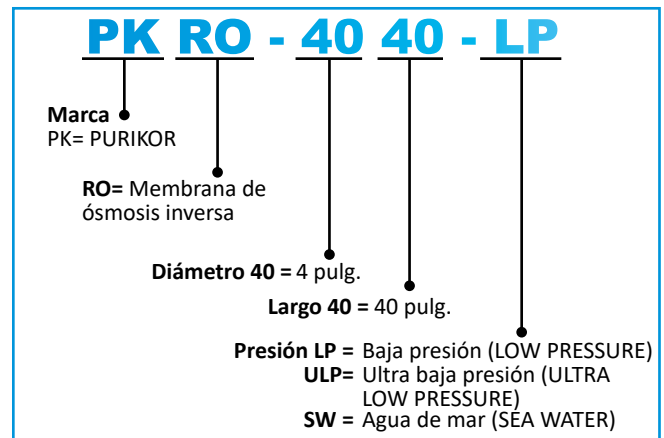 PK RO - 40 40 - LP
Marca
PK= PURIKOR
RO= Membrana de
ósmosis inversa
Diámetro 40 = 4 pulg.
Largo 40 = 40 pulg.
Presión LP = Baja presión (LOW PRESSURE)
ULP= Ultra baja presión (ULTRA
LOW PRESSURE)
SW = Agua de mar (SEA WATER)